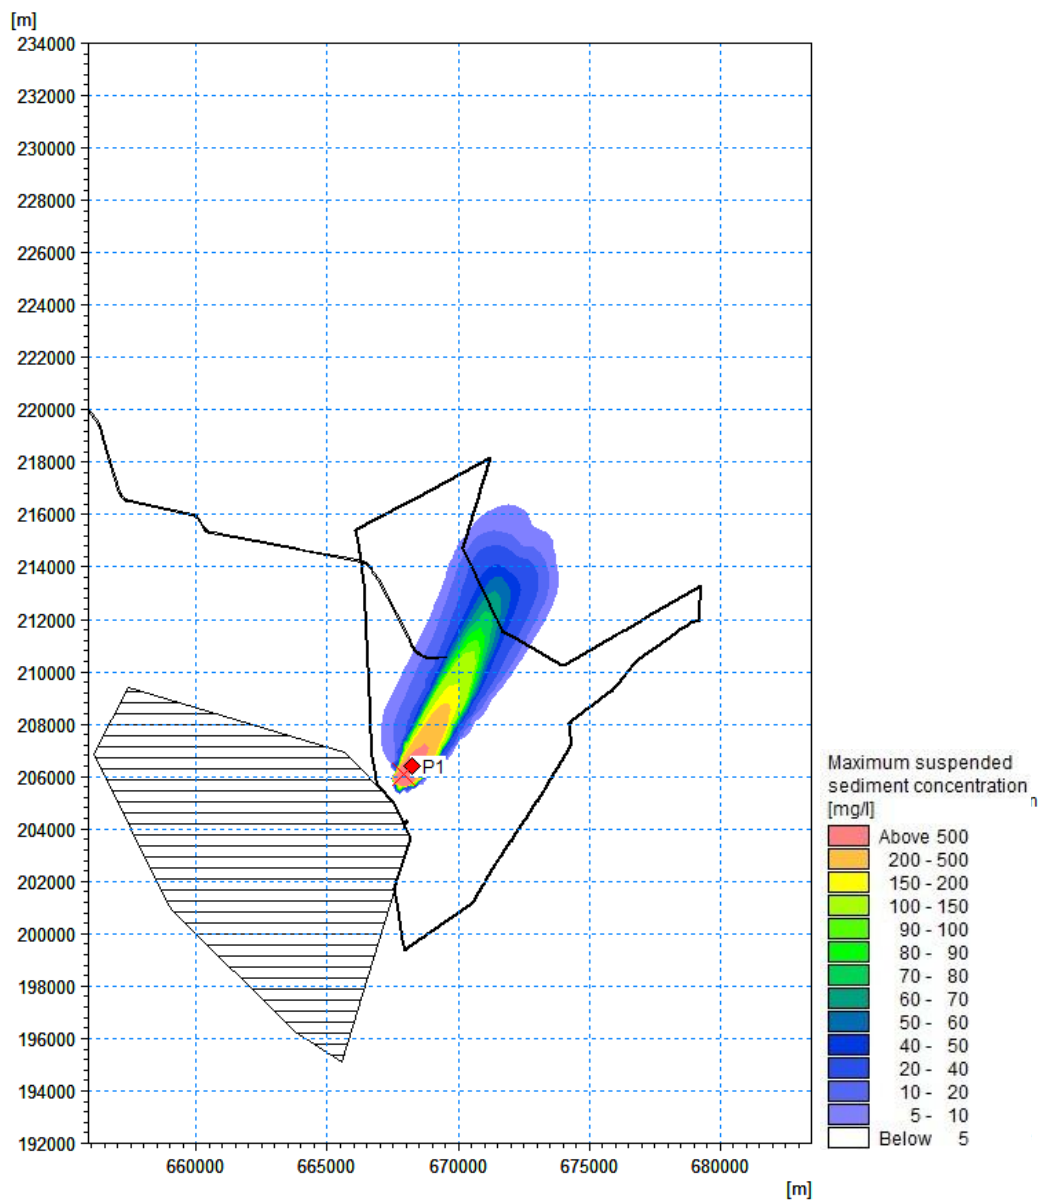 [m]
234000
232000
230000
228000
226000
224000
222000
220000
218000
216000
214000
212000
210000
208000
206000
204000
202000
200000
198000
196000
194000
192000
660000 665000 670000 675000 680000
[m]
P1
Maximum suspended
sediment concentration
n
[mg/l]
Above 500
200 - 500
150 - 200
100 - 150
90 - 100
80 - 90
70 - 80
60 - 70
50 - 60
40 - 50
20 - 40
10 - 20
5 - 10
Below 5